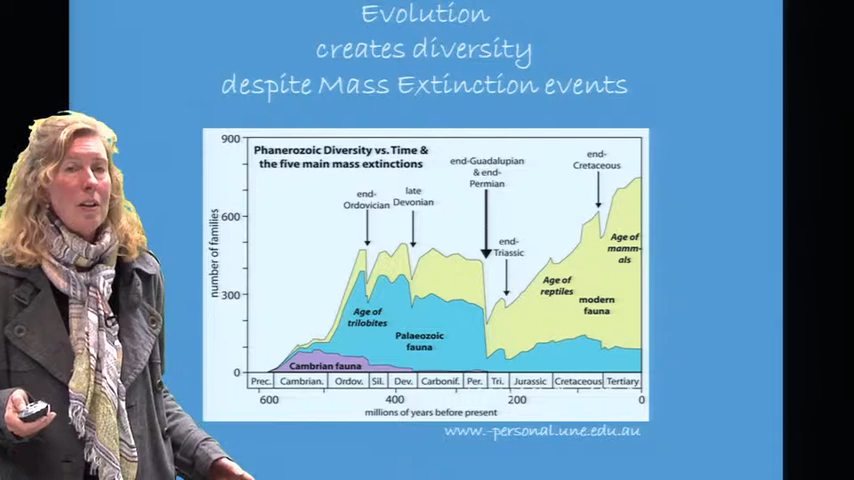 Evolution
creates diversity
despite Mass Extinction events
900
Phanerozoic Diversity vs. Time &
the five main mass extinctions
end-Guadalupian
& end-
Permian
end-
Cretaceous
end-
Ordovician
late
Devonian
600
end-
Triassic
Age of
mamm-
als
number of families
300
Age of
reptiles
modern
fauna
Age of
trilobites
Palaeozoic
fauna
Cambrian fauna
0
Prec. Cambrian. Ordov. Sil. Dev. Carbonif. Per. Tri. Jurassic Cretaceous Tertiary
600 400 200 0
millions of years before present
www.-personal.une.edu.au